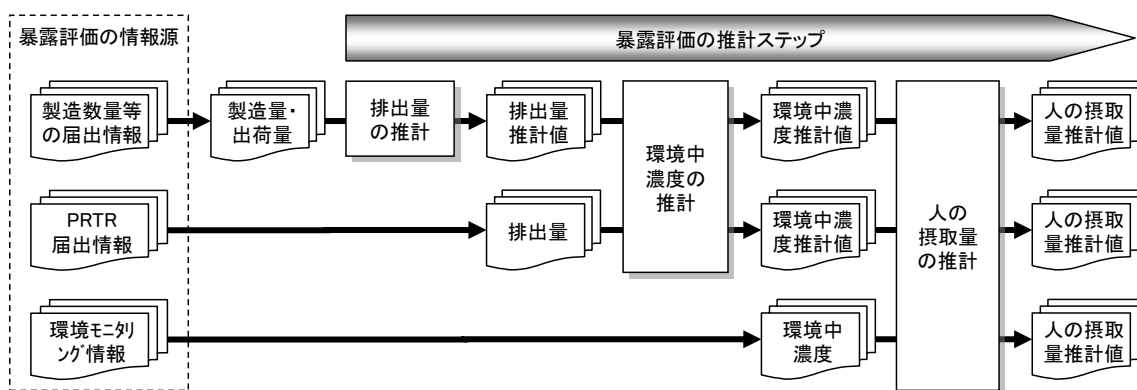 暴露評価の情報源
暴露評価の推計ステップ
製造数量等
の届出情報
製造量・
出荷量
排出量
の推計
排出量
推計値
環境中
濃度の
推計
環境中濃
度推計値
人の
摂取量
の推計
人の摂取
量推計値
PRTR
届出情報
排出量
環境中濃
度推計値
人の摂取
量推計値
環境ﾓﾆﾀﾘ
ﾝｸﾞ情報
環境中
濃度
人の摂取
量推計値